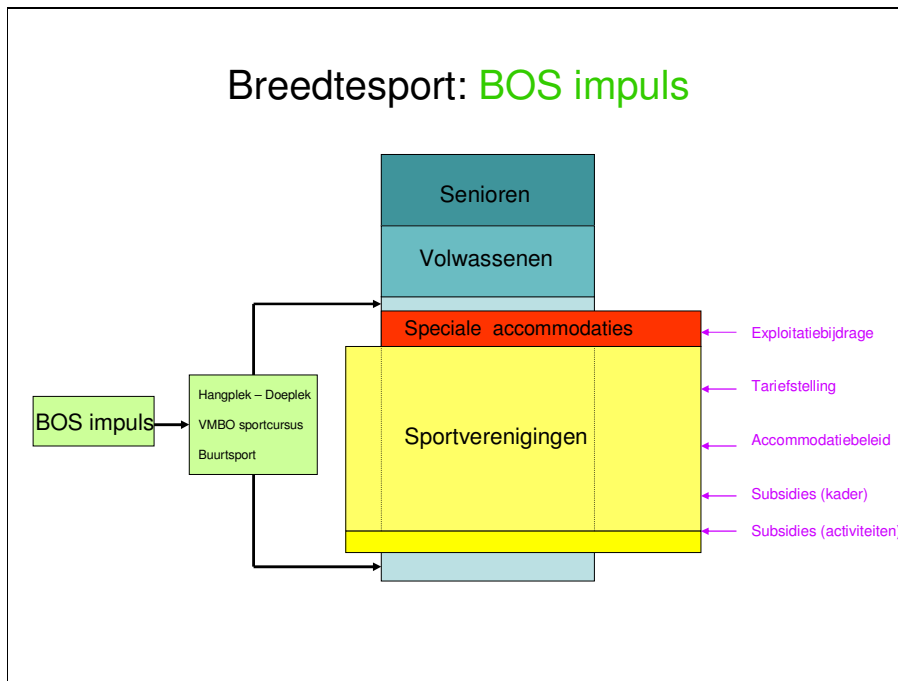 Breedtesport: BOS impuls
Senioren
Volwassenen
Speciale accommodaties
Exploitatiebijdrage
Hangplek – Doeplek
VMBO sportcursus
Buurtsport
BOS impuls
Sportverenigingen
Tariefstelling
Accommodatiebeleid
Subsidies (kader)
Subsidies (activiteiten)